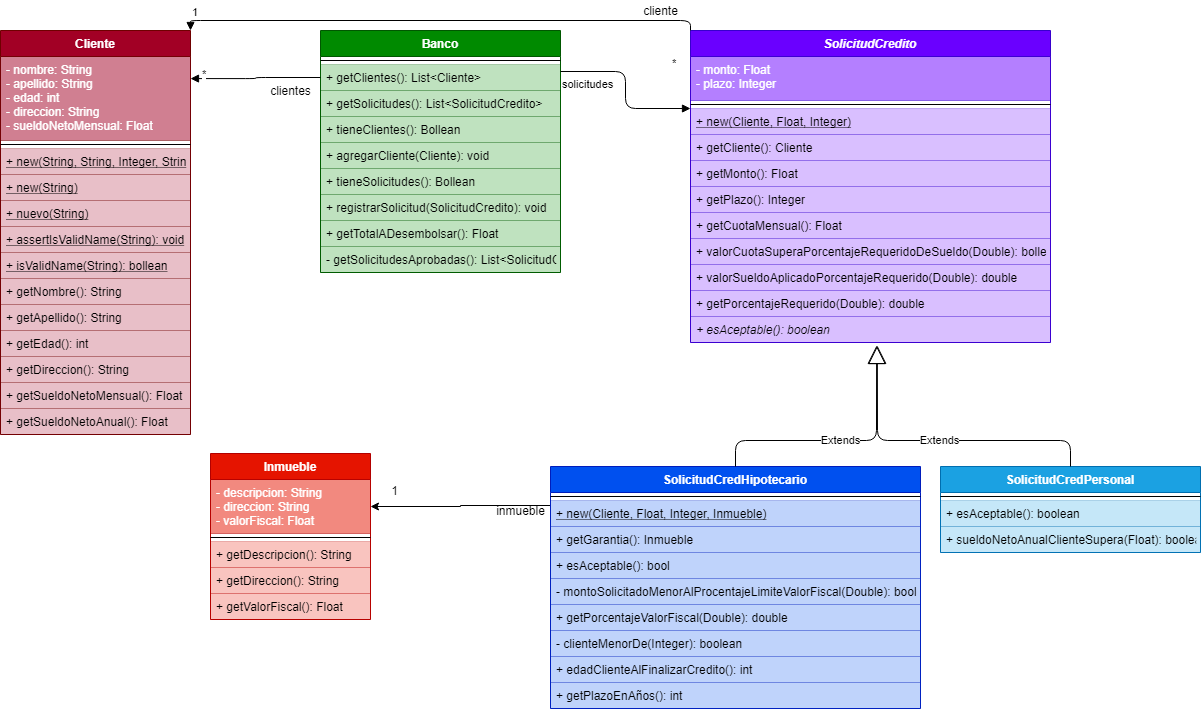 1
cliente
Cliente
- nombre: String
- apellido: String
- edad: int
- direccion: String
- sueldoNetoMensual: Float
+ new(String, String, Integer, Strin
+ new(String)
+ nuevo(String)
+ assertIsValidName(String): void
+ isValidName(String): bollean
+ getNombre(): String
+ getApellido(): String
+ getEdad(): int
+ getDireccion(): String
+ getSueldoNetoMensual(): Float
+ getSueldoNetoAnual(): Float
*
clientes
Banco
+ getClientes(): List<Cliente>
+ getSolicitudes(): List<SolicitudCredito>
+ tieneClientes(): Bollean
+ agregarCliente(Cliente): void
+ tieneSolicitudes(): Bollean
+ registrarSolicitud(SolicitudCredito): void
+ getTotalADesembolsar(): Float
- getSolicitudesAprobadas(): List<SolicitudC
solicitudes
*
SolicitudCredito
- monto: Float
- plazo: Integer
+ new(Cliente, Float, Integer)
+ getCliente(): Cliente
+ getMonto(): Float
+ getPlazo(): Integer
+ getCuotaMensual(): Float
+ valorCuotaSuperaPorcentajeRequeridoDeSueldo(Double): bolle
+ valorSueldoAplicadoPorcentajeRequerido(Double): double
+ getPorcentajeRequerido(Double): double
+ esAceptable(): boolean
Extends
Extends
Inmueble
- descripcion: String
- direccion: String
- valorFiscal: Float
+ getDescripcion(): String
+ getDireccion(): String
+ getValorFiscal(): Float
1
inmueble
SolicitudCredHipotecario
+ new(Cliente, Float, Integer, Inmueble)
+ getGarantia(): Inmueble
+ esAceptable(): bool
- montoSolicitadoMenorAlProcentajeLimiteValorFiscal(Double): bool
+ getPorcentajeValorFiscal(Double): double
- clienteMenorDe(Integer): boolean
+ edadClienteAlFinalizarCredito(): int
+ getPlazoEnAños(): int
SolicitudCredPersonal
+ esAceptable(): boolean
+ sueldoNetoAnualClienteSupera(Float): boolea